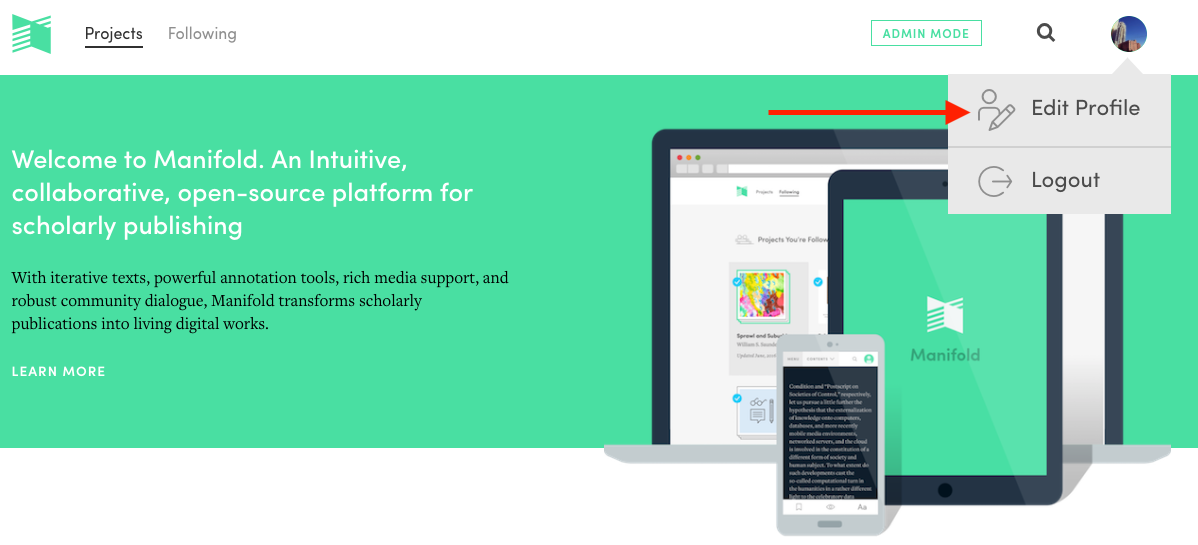 Projects
Following
ADMIN MODE
Edit Profile
Logout
Welcome to Manifold. An Intuitive,
collaborative, open-source platform for
scholarly publishing
With iterative texts, powerful annotation tools, rich media support, and
robust community dialogue, Manifold transforms scholarly
publications into living digital works.
LEARN MORE
Projects
Following
Projects You're Follow
Sprawl and Subu
William S. Saunde
Updated June, 201
Manifold
CONTENTS
Condition and "Postscript on
Societies of Control," respectively,
let us pursue a little further the
hypothesis that the externalization
of knowledge onto computers,
databases, and more recently
mobile media environments,
networked servers, and the cloud
is involved in the constitution of a
different form of society and
human subject. To what extent do
such developments cast the
so-called computational turn in
the humanities in a rather different
light to the celebratory data
Aa